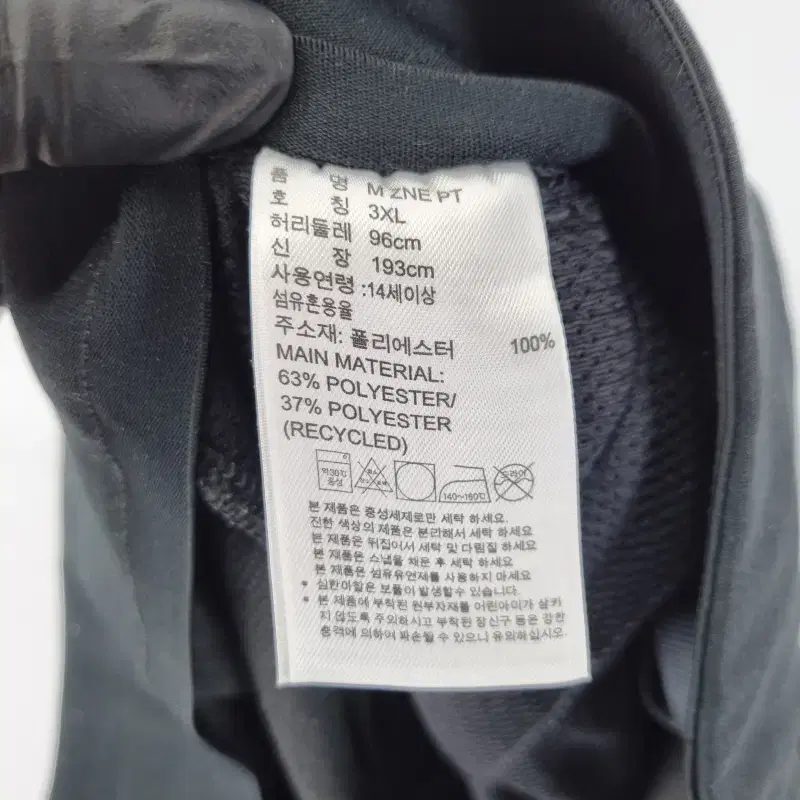 품 명 M ZNE PT
호 칭 3XL
허리둘레 96cm
신 장 193cm
사용연령 :14세이상
섬유혼용율
주소재: 폴리에스터 100%
MAIN MATERIAL:
63% POLYESTER/
37% POLYESTER
(RECYCLED)
약30℃ 중성 140~160℃ 드라이
본 제품은 중성세제로만 세탁 하세요.
진한 색상의 제품은 분리해서 세탁 하세요
본 제품은 뒤집어서 세탁 및 다림질 하세요
본 제품은 스냅을 채운 후 세탁 하세요
본 제품은 섬유유연제를 사용하지 마세요
* 심한마찰은 보풀이 발생할수 있습니다.
* 본 제품에 부착된 원부자재를 어린아이가 삼키
지 않도록 주의하시고 부착된 장신구 등은 강한
충격에 의하여 파손될 수 있으니 유의하십시오.